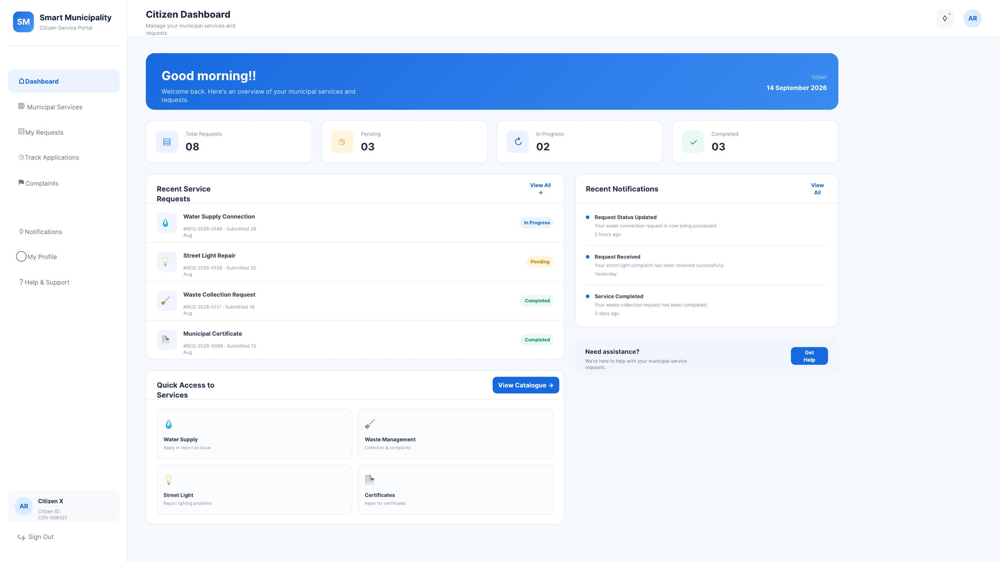 SM
Smart Municipality
Citizen Service Portal
Dashboard
Municipal Services
My Requests
Track Applications
Complaints
Notifications
My Profile
? Help & Support
AR
Citizen X
Citizen ID:
CZN-008421
Sign Out
Citizen Dashboard
Manage your municipal services and
requests
AR
Good morning!!
Welcome back. Here's an overview of your municipal services and
requests.
TODAY
14 September 2026
Total Requests
08
Pending
03
In Progress
02
Completed
03
Recent Service
Requests
View All
→
Water Supply Connection
#REQ-2026-0148 · Submitted 28
Aug
In Progress
Street Light Repair
#REQ-2026-0139 · Submitted 25
Aug
Pending
Waste Collection Request
#REQ-2026-0117 · Submitted 18
Aug
Completed
Municipal Certificate
#REQ-2026-0098 · Submitted 12
Aug
Completed
Quick Access to
Services
View Catalogue →
Water Supply
Apply or report an issue
Waste Management
Collection & complaints
Street Light
Report lighting problems
Certificates
Apply for certificates
Recent Notifications
View
All
Request Status Updated
Your water connection request is now being processed.
2 hours ago
Request Received
Your street light complaint has been received successfully.
Yesterday
Service Completed
Your waste collection request has been completed.
3 days ago
Need assistance?
We're here to help with your municipal service
requests.
Get
Help